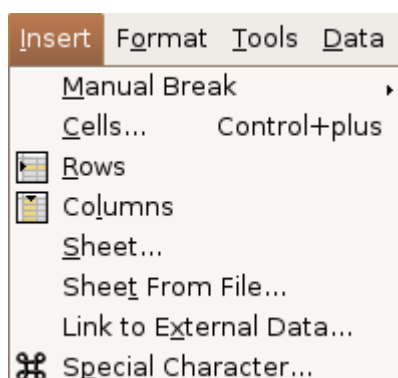 Insert Format Tools Data
Manual Break
Cells... Control+plus
Rows
Columns
Sheet...
Sheet From File...
Link to External Data...
Special Character...